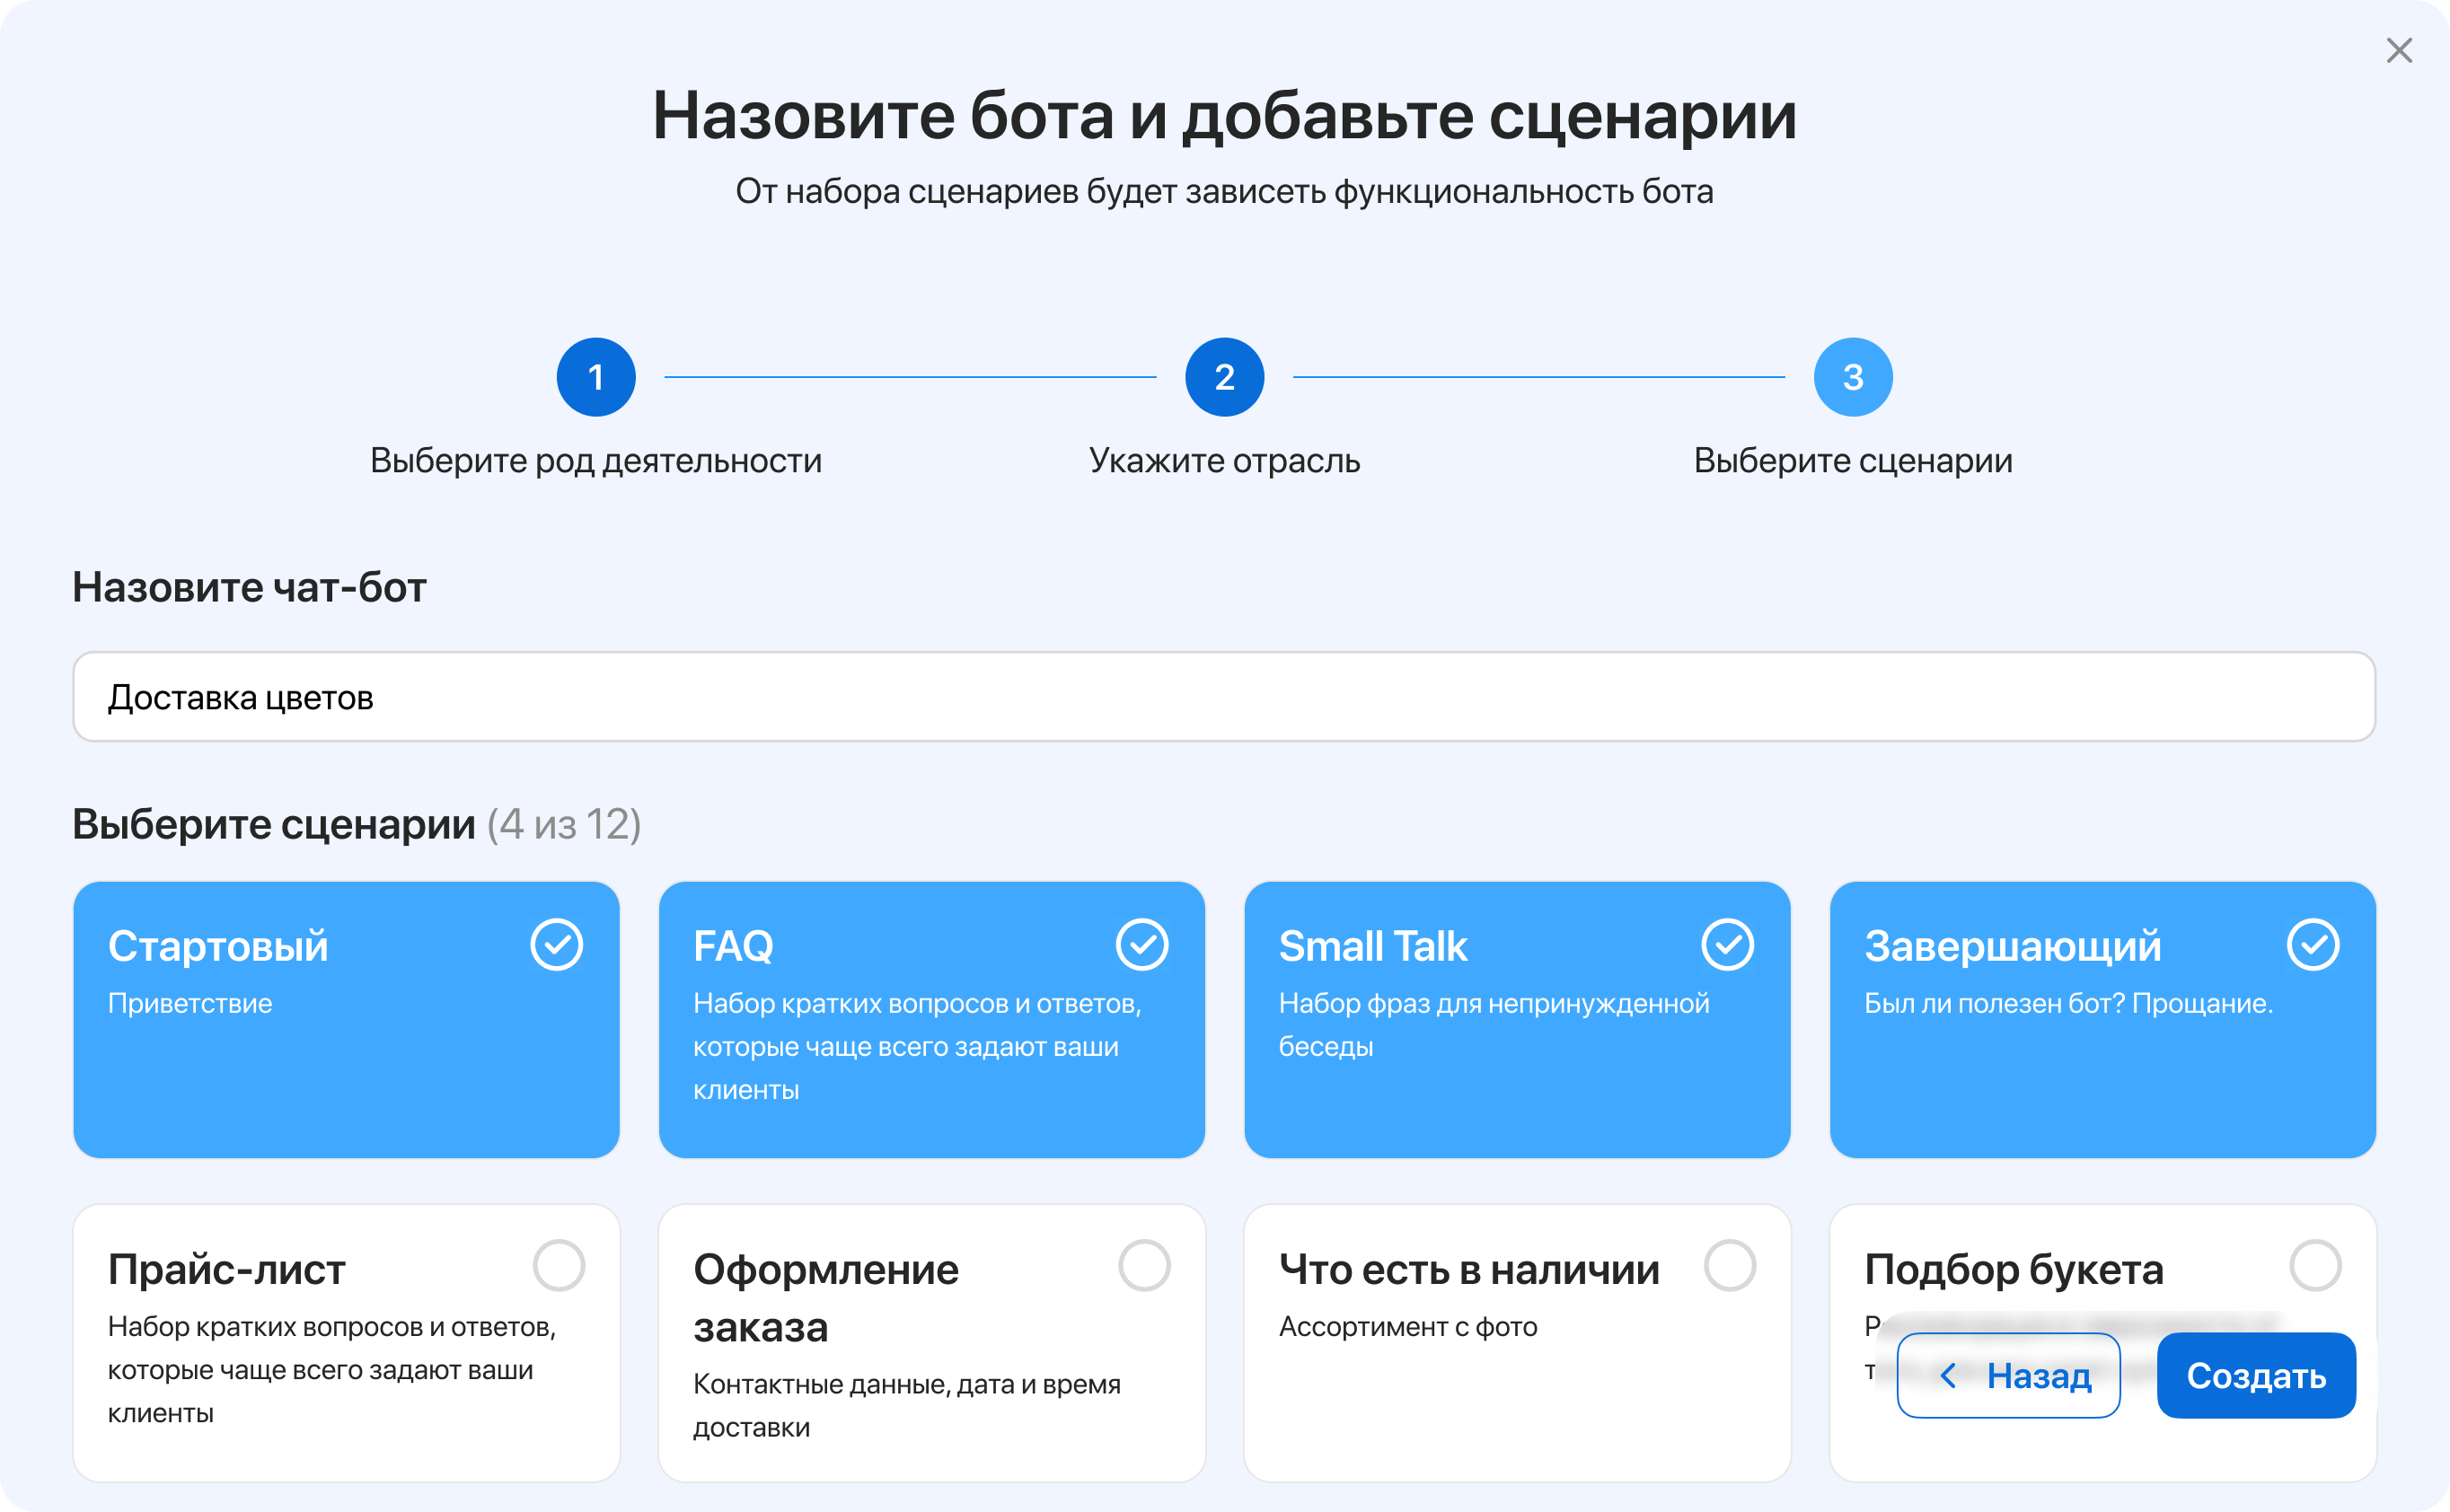 Назовите бота и добавьте сценарии
От набора сценариев будет зависеть функциональность бота
1
2
3
Выберите род деятельности
Укажите отрасль
Выберите сценарии
Назовите чат-бот
Доставка цветов
Выберите сценарии (4 из 12)
Стартовый
Приветствие
FAQ
Набор кратких вопросов и ответов,
которые чаще всего задают ваши
клиенты
Small Talk
Набор фраз для непринужденной
беседы
Завершающий
Был ли полезен бот? Прощание.
Прайс-лист
Набор кратких вопросов и ответов,
которые чаще всего задают ваши
клиенты
Оформление
заказа
Контактные данные, дата и время
доставки
Что есть в наличии
Ассортимент с фото
Подбор букета
Назад
Создать